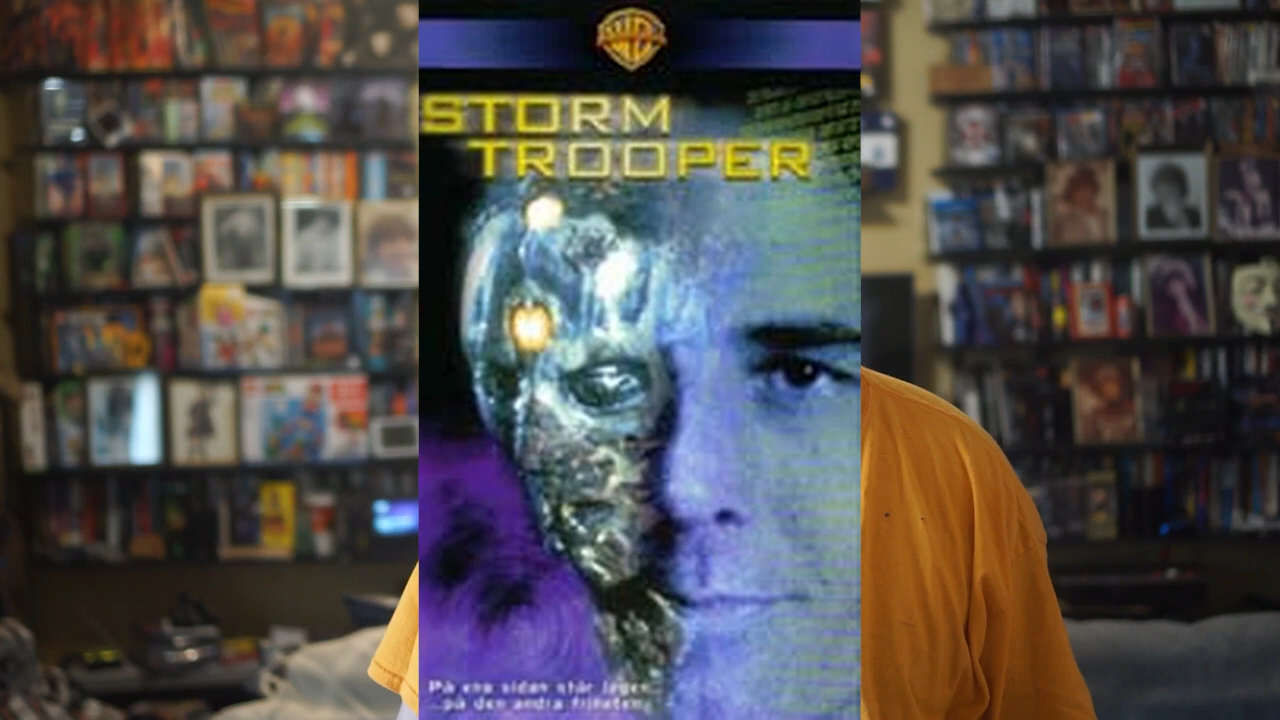 STORM
TROOPER
På ena sidan står lagen...
...på den andra friheten.